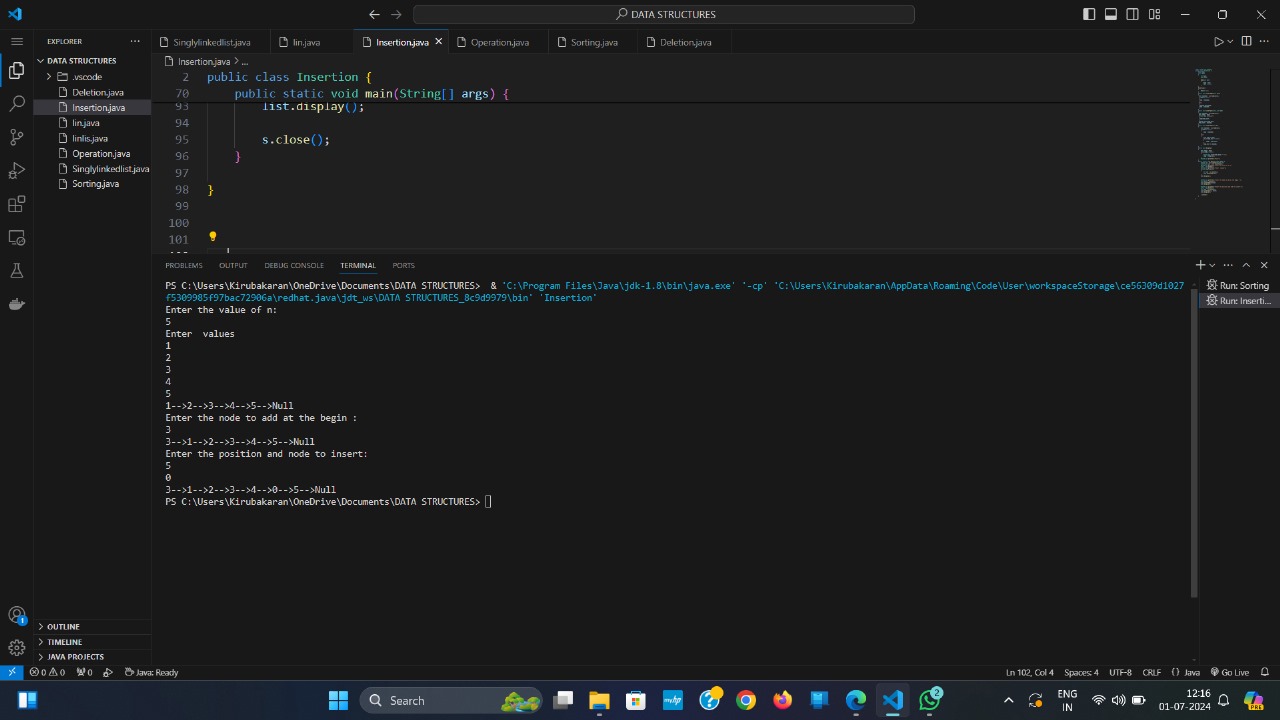 DATA STRUCTURES
EXPLORER
DATA STRUCTURES
.vscode
Deletion.java
Insertion.java
lin.java
linlis.java
Operation.java
Singlylinkedlist.java
Sorting.java
OUTLINE
TIMELINE
JAVA PROJECTS
Singlylinkedlist.java lin.java Insertion.java Operation.java Sorting.java Deletion.java
Insertion.java > ...
2 public class Insertion {
70 public static void main(String[] args) {
93 list.display();
94
95 s.close();
96 }
97
98 }
99
100
101
PROBLEMS OUTPUT DEBUG CONSOLE TERMINAL PORTS
PS C:\Users\Kirubakaran\OneDrive\Documents\DATA STRUCTURES> & 'C:\Program Files\Java\jdk-1.8\bin\java.exe' '-cp' 'C:\Users\Kirubakaran\AppData\Roaming\Code\User\workspaceStorage\ce56309d1027
f5309985f97bac72906a\redhat.java\jdt_ws\DATA STRUCTURES_8c9d9979\bin' 'Insertion'
Enter the value of n:
5
Enter  values
1
2
3
4
5
1-->2-->3-->4-->5-->Null
Enter the node to add at the begin :
3
3-->1-->2-->3-->4-->5-->Null
Enter the position and node to insert:
5
0
3-->1-->2-->3-->4-->0-->5-->Null
PS C:\Users\Kirubakaran\OneDrive\Documents\DATA STRUCTURES>
Run: Sorting
Run: Inserti...
0 0 0 Java: Ready Ln 102, Col 4 Spaces: 4 UTF-8 CRLF {} Java Go Live
Search
2
ENG
IN
12:16
01-07-2024
PRE